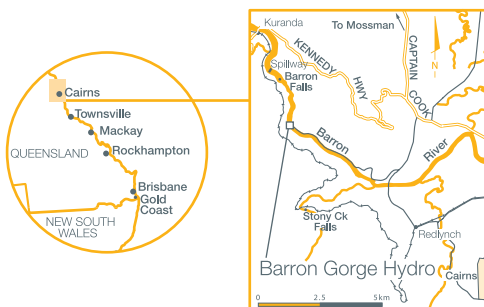 Cairns
Townsville
Mackay
QUEENSLAND
Rockhampton
Brisbane
Gold
Coast
NEW SOUTH
WALES
To Mossman
Kuranda
KENNEDY
HWY
CAPTAIN
COOK
N
Spillway
Barron
Falls
Barron
River
Stony Ck
Falls
Redlynch
Barron Gorge Hydro
Cairns
0 2.5 5km